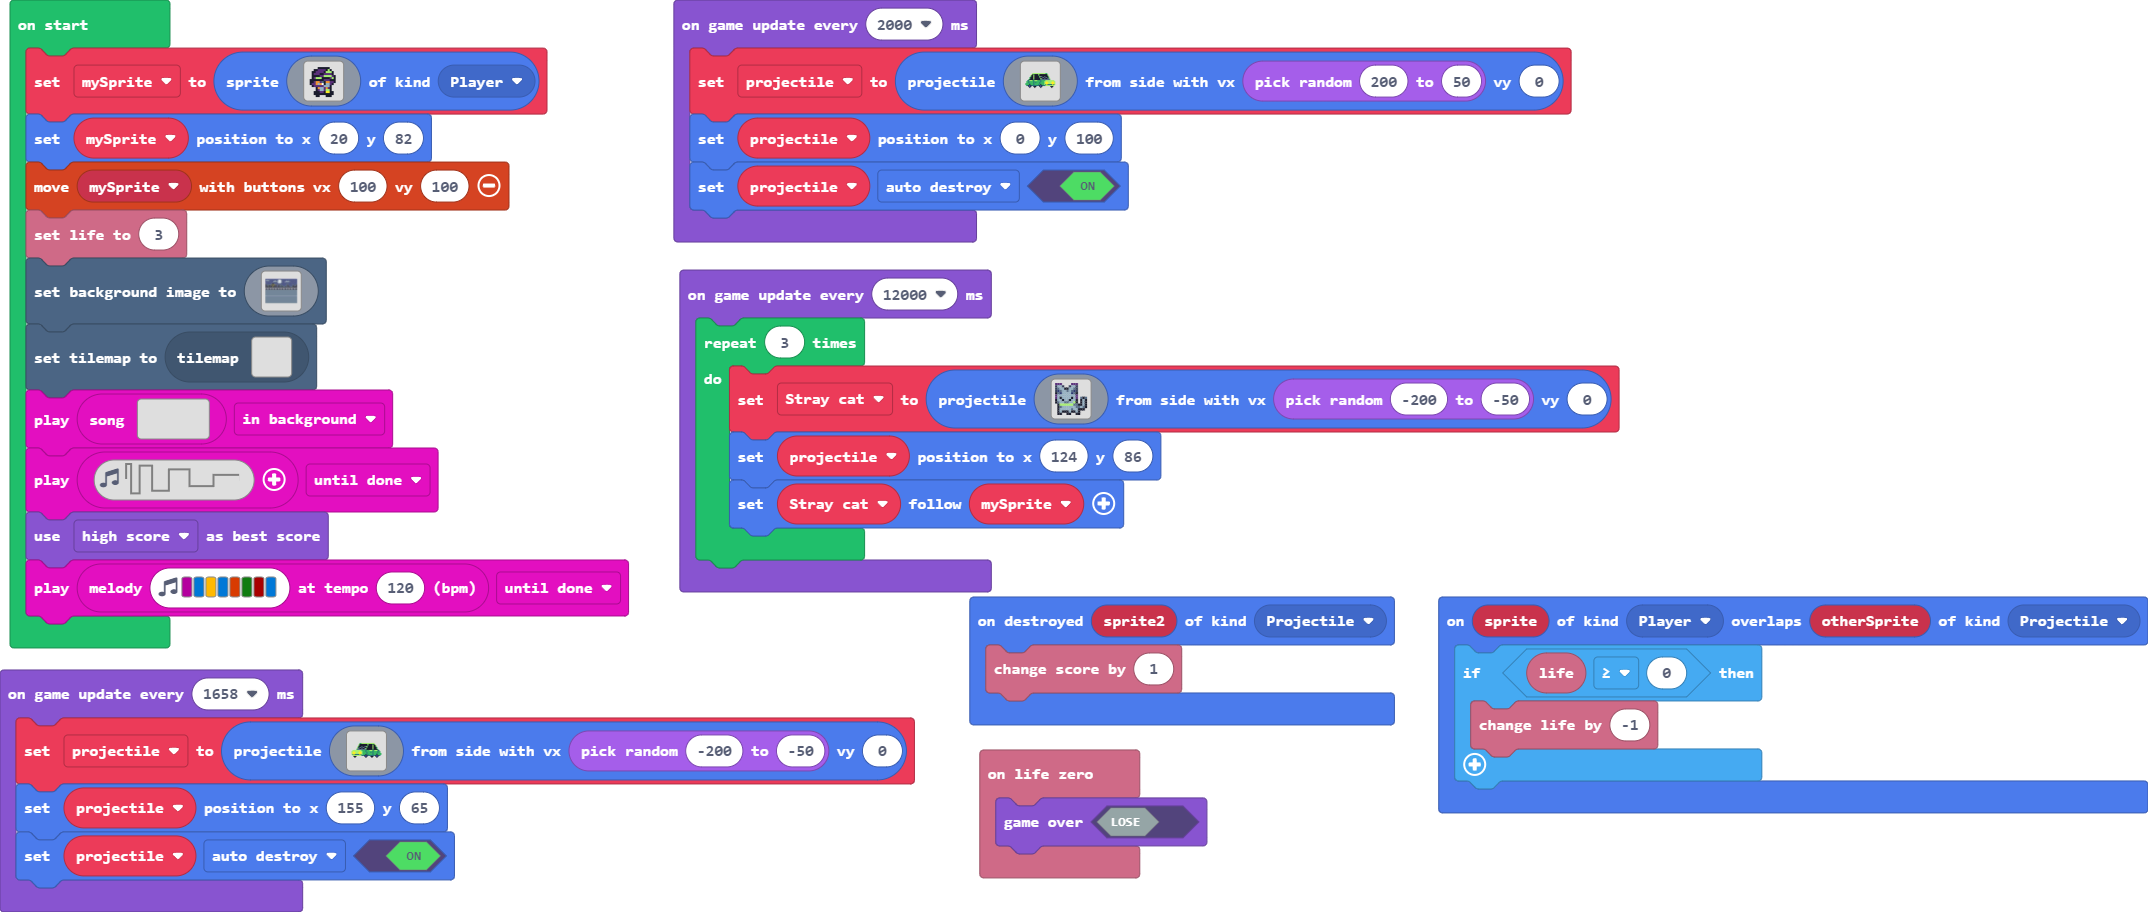 on start
set mySprite to sprite of kind Player
set mySprite position to x 20 y 82
move mySprite with buttons vx 100 vy 100
set life to 3
set background image to
set tilemap to tilemap
play song in background
play until done
use high score as best score
play melody at tempo 120 (bpm) until done
on game update every 1658 ms
set projectile to projectile from side with vx pick random -200 to -50 vy 0
set projectile position to x 155 y 65
set projectile auto destroy ON
on game update every 2000 ms
set projectile to projectile from side with vx pick random 200 to 50 vy 0
set projectile position to x 0 y 100
set projectile auto destroy ON
on game update every 12000 ms
repeat 3 times
do
set Stray cat to projectile from side with vx pick random -200 to -50 vy 0
set projectile position to x 124 y 86
set Stray cat follow mySprite
on destroyed sprite2 of kind Projectile
change score by 1
on life zero
game over LOSE
on sprite of kind Player overlaps otherSprite of kind Projectile
if life ≥ 0 then
change life by -1